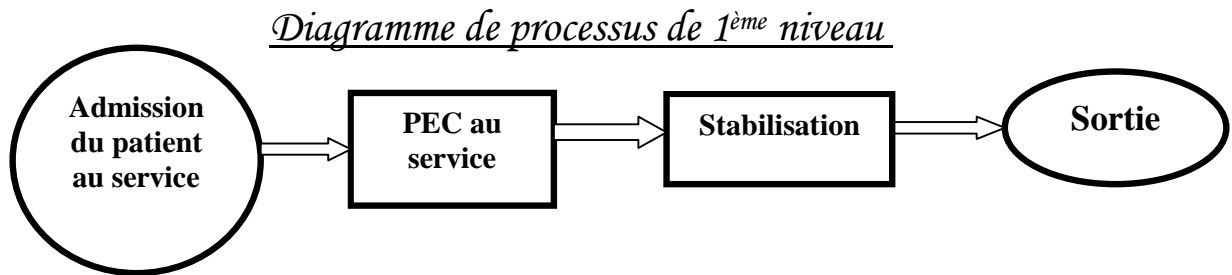 Diagramme de processus de 1ème niveau
Admission
du patient
au service
PEC au
service
Stabilisation
Sortie